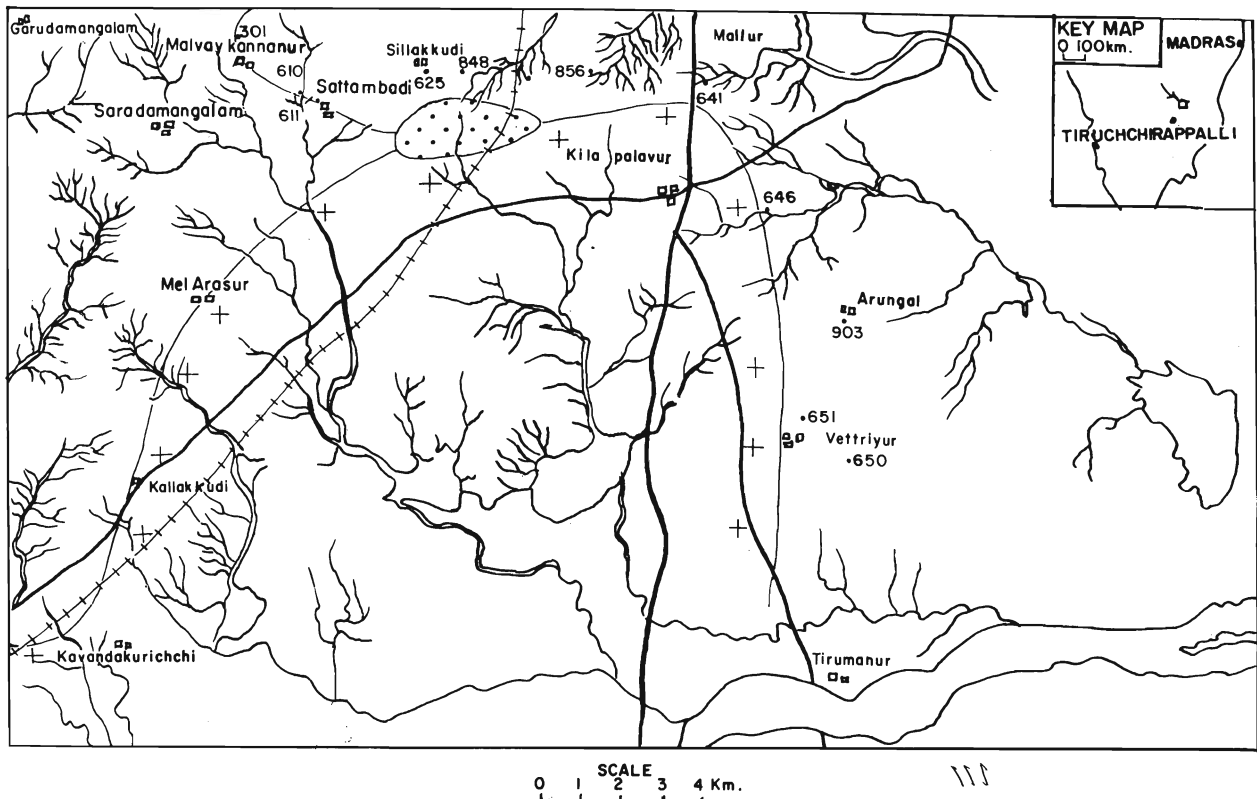 Garudamangalam
301
Malvay Kannanur
610
Sattambadi
611
Saradamangalam
Sillakkudi
848
625
856
Mallur
641
KEY MAP
0 100km.
MADRAS
TIRUCHCHIRAPPALLI
Kila palavur
646
Mel Arasur
Arungal
903
651
Vettriyur
650
Kallakkudi
Kavandakurichchi
Tirumanur
SCALE
0 1 2 3 4 Km.